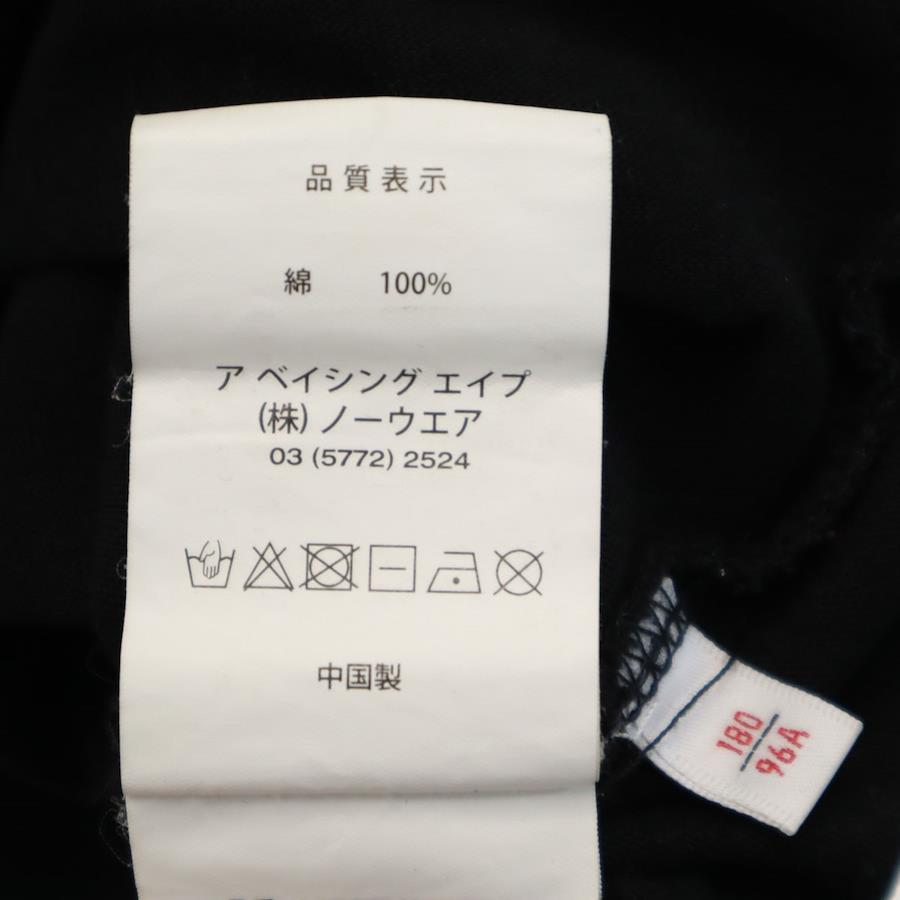 品質表示
綿 100%
ア ベイシング エイプ
(株) ノーウエア
03 (5772) 2524
中国製
180
96A